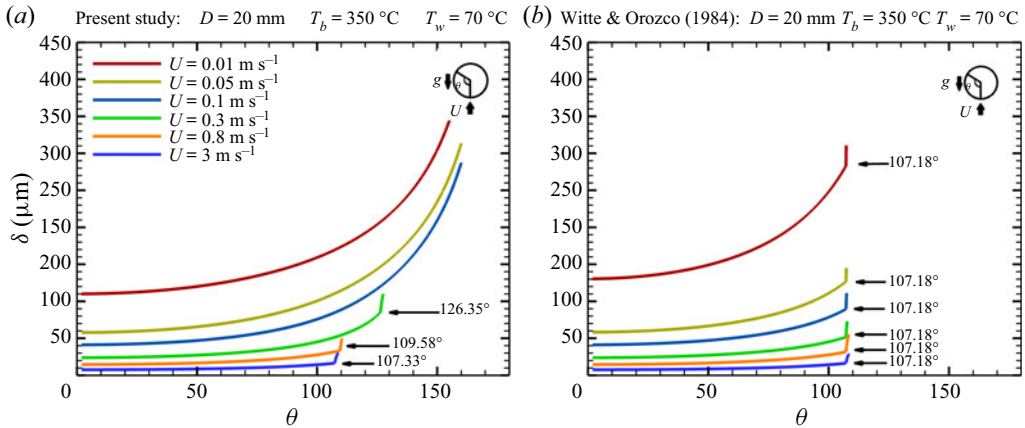 (a) Present study: D = 20 mm T_b = 350 °C T_w = 70 °C
450
400
350
300
250
200
150
100
50
0
50
100
150
δ (μm)
θ
U = 0.01 m s⁻¹
U = 0.05 m s⁻¹
U = 0.1 m s⁻¹
U = 0.3 m s⁻¹
U = 0.8 m s⁻¹
U = 3 m s⁻¹
g
θ
U
126.35°
109.58°
107.33°
(b) Witte & Orozco (1984): D = 20 mm T_b = 350 °C T_w = 70 °C
450
400
350
300
250
200
150
100
50
0
50
100
150
θ
g
θ
U
107.18°
107.18°
107.18°
107.18°
107.18°
107.18°